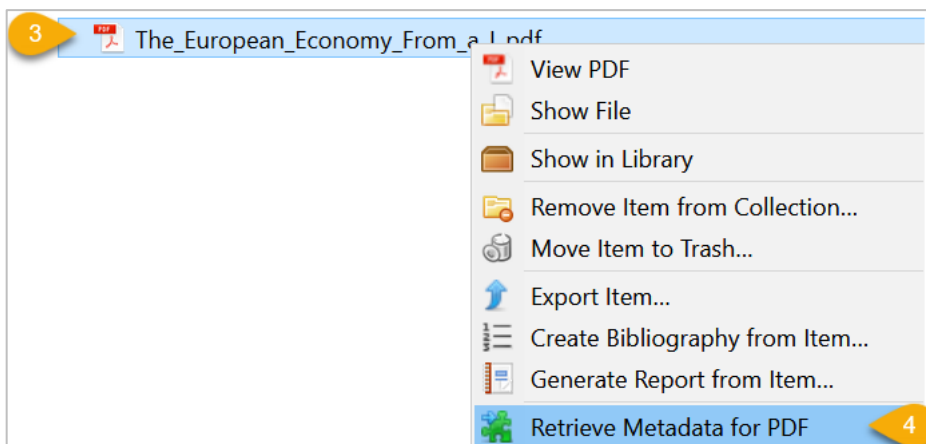 3
The_European_Economy_From_a_J.pdf
View PDF
Show File
Show in Library
Remove Item from Collection...
Move Item to Trash...
Export Item...
Create Bibliography from Item...
Generate Report from Item...
Retrieve Metadata for PDF
4